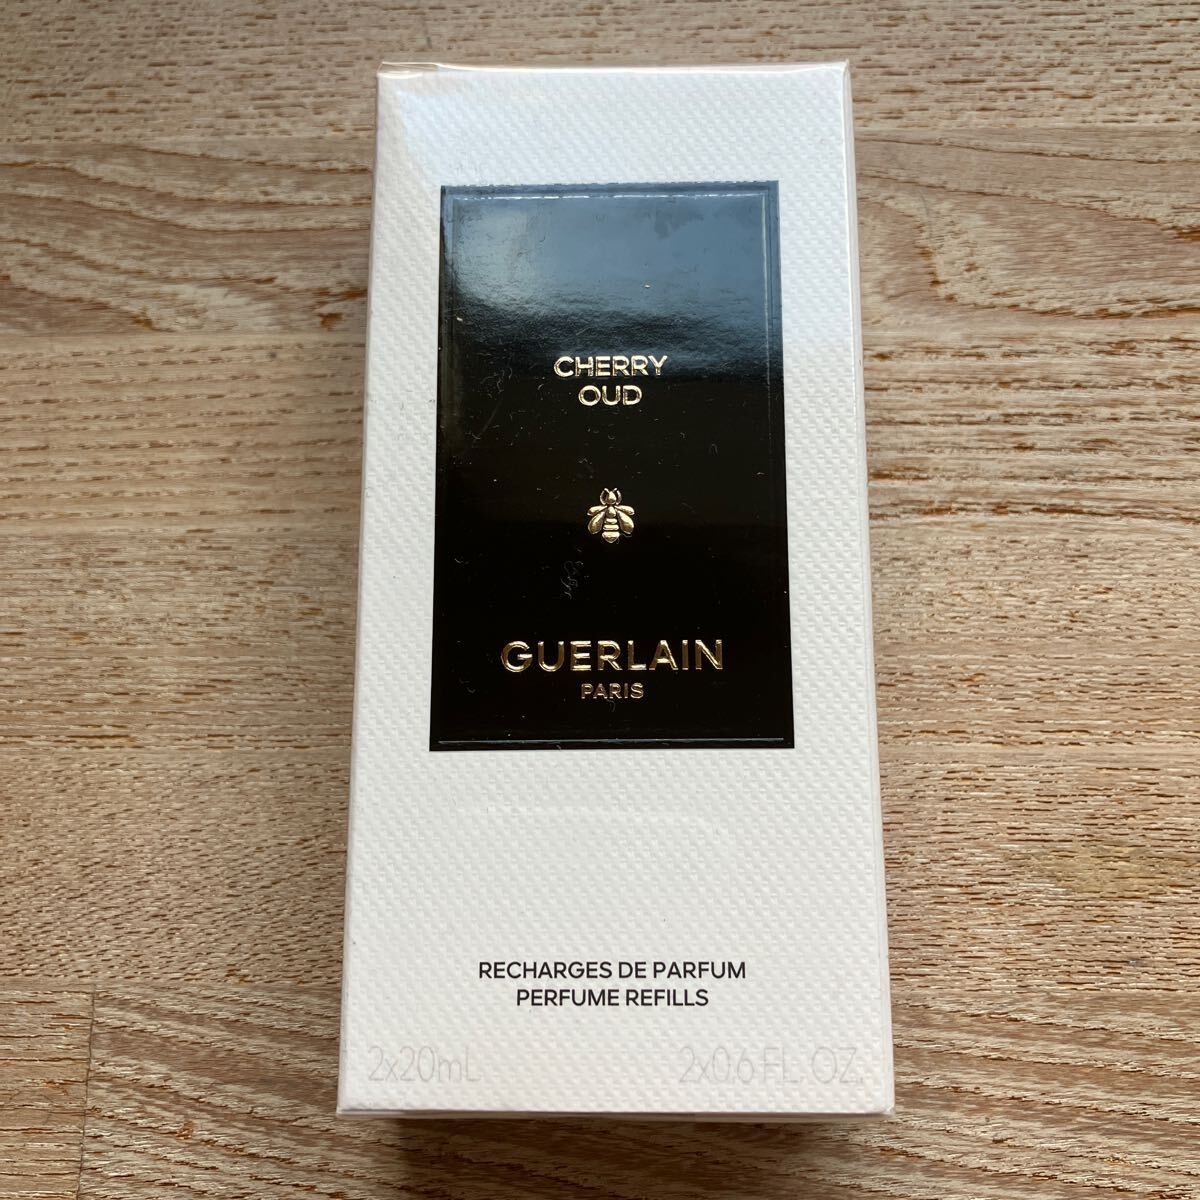 CHERRY
OUD
GUERLAIN
PARIS
RECHARGES DE PARFUM
PERFUME REFILLS
2x20mL 2x0.6 FL. OZ.